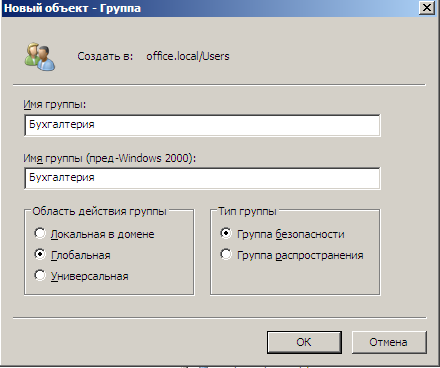 Новый объект - Группа
Создать в: office.local/Users
Имя группы:
Бухгалтерия
Имя группы (пред-Windows 2000):
Бухгалтерия
Область действия группы
Тип группы
Локальная в домене
Группа безопасности
Глобальная
Группа распространения
Универсальная
OK
Отмена